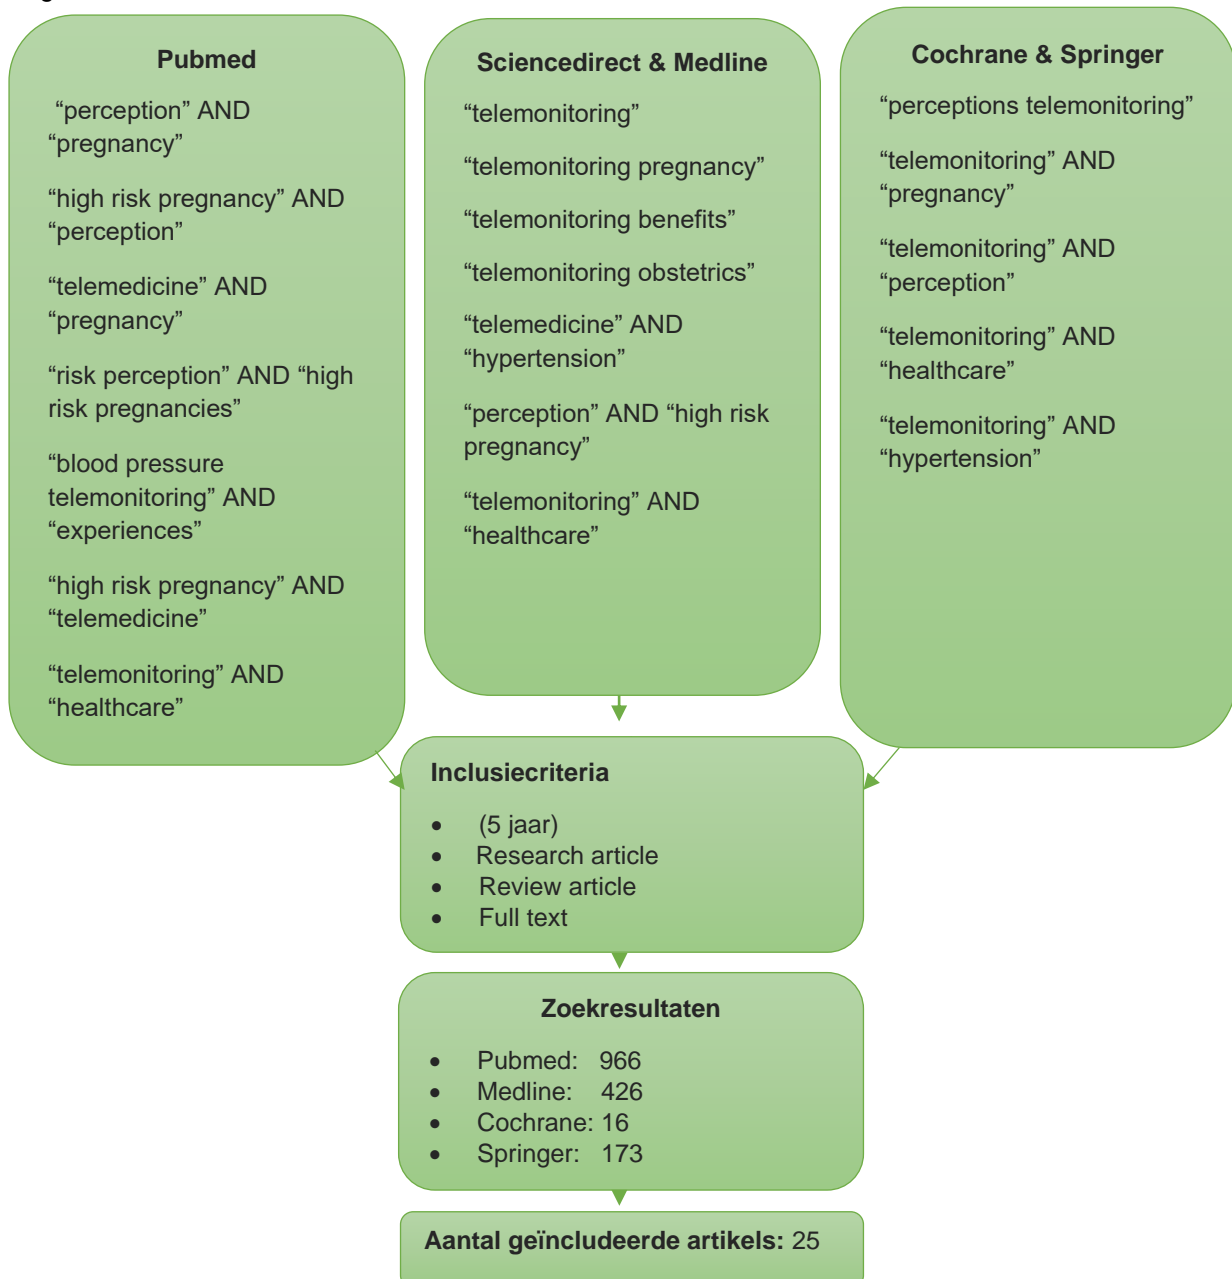 Pubmed
“perception” AND
“pregnancy”
“high risk pregnancy” AND
“perception”
“telemedicine” AND
“pregnancy”
“risk perception” AND “high
risk pregnancies”
“blood pressure
telemonitoring” AND
“experiences”
“high risk pregnancy” AND
“telemedicine”
“telemonitoring” AND
“healthcare”
Sciencedirect & Medline
“telemonitoring”
“telemonitoring pregnancy”
“telemonitoring benefits”
“telemonitoring obstetrics”
“telemedicine” AND
“hypertension”
“perception” AND “high risk
pregnancy”
“telemonitoring” AND
“healthcare”
Cochrane & Springer
“perceptions telemonitoring”
“telemonitoring” AND
“pregnancy”
“telemonitoring” AND
“perception”
“telemonitoring” AND
“healthcare”
“telemonitoring” AND
“hypertension”
Inclusiecriteria
• (5 jaar)
• Research article
• Review article
• Full text
Zoekresultaten
• Pubmed: 966
• Medline: 426
• Cochrane: 16
• Springer: 173
Aantal geïncludeerde artikels: 25